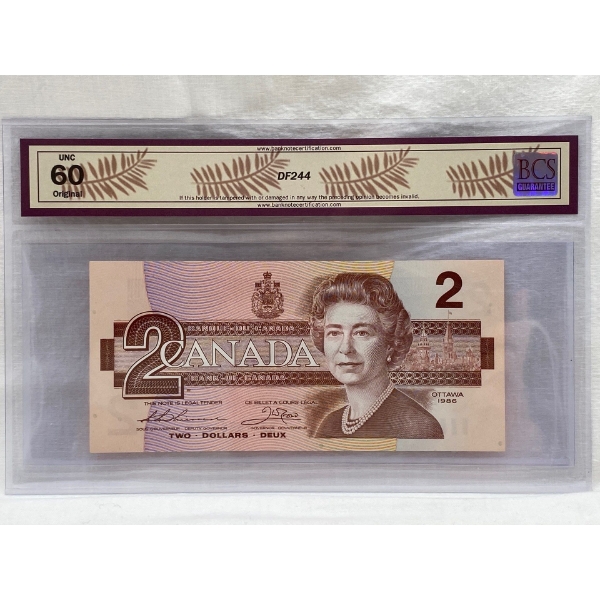 www.banknotecertification.com
UNC
60
Original
DF244
BCS
GUARANTEE
If this holder is tampered with or damaged in any way the preceding opinion becomes invalid.
www.banknotecertification.com
2
BANQUE DU CANADA
2 CANADA
BANK OF CANADA
THIS NOTE IS LEGAL TENDER
CE BILLET A COURS LEGAL
OTTAWA
1986
TWO - DOLLARS - DEUX